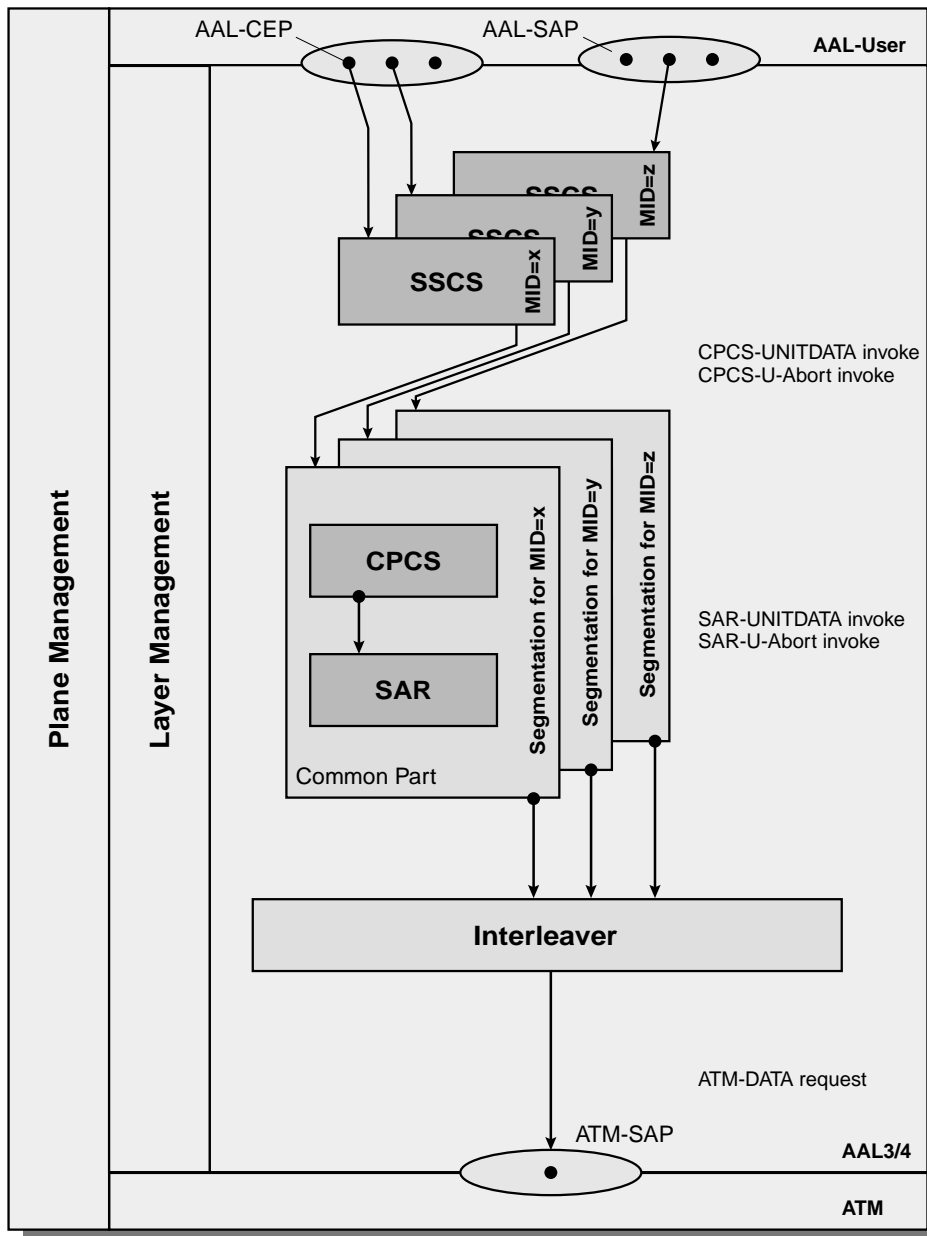 AAL-CEP
AAL-SAP
AAL-User
SSCS
MID=z
SSCS
MID=y
SSCS
MID=x
CPCS-UNITDATA invoke
CPCS-U-Abort invoke
Plane Management
Layer Management
Segmentation for MID=x
Segmentation for MID=y
Segmentation for MID=z
CPCS
SAR
Common Part
SAR-UNITDATA invoke
SAR-U-Abort invoke
Interleaver
ATM-DATA request
ATM-SAP
AAL3/4
ATM